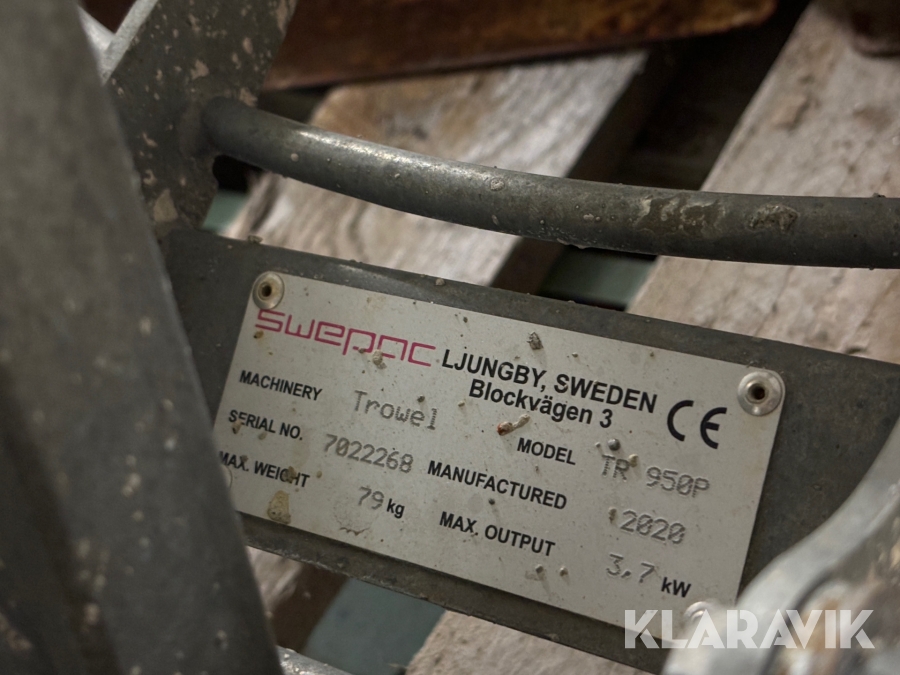 swepac LJUNGBY, SWEDEN
Blockvägen 3
CE
MACHINERY Trowel MODEL TR 950P
SERIAL NO. 7022268 MANUFACTURED 2020
MAX. WEIGHT 79 kg MAX. OUTPUT 3,7 kW
KLARAVIK